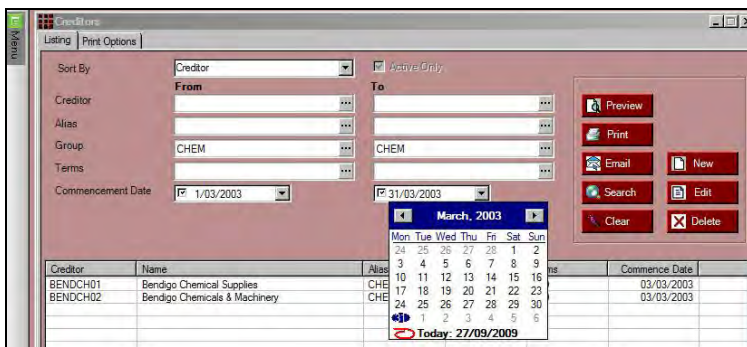 Menu
Creditors
Listing Print Options
Sort By Creditor Active Only
From To
Creditor
Alias
Group CHEM CHEM
Terms
Commencement Date 1/03/2003 31/03/2003
Preview
Print
Email New
Search Edit
Clear Delete
March, 2003
Mon Tue Wed Thu Fri Sat Sun
24 25 26 27 28 1 2
3 4 5 6 7 8 9
10 11 12 13 14 15 16
17 18 19 20 21 22 23
24 25 26 27 28 29 30
1 2 3 4 5 6
Today: 27/09/2009
Creditor Name Alias ms Commence Date
BENDCH01 Bendigo Chemical Supplies CHE 03/03/2003
BENDCH02 Bendigo Chemicals & Machinery CHE 03/03/2003